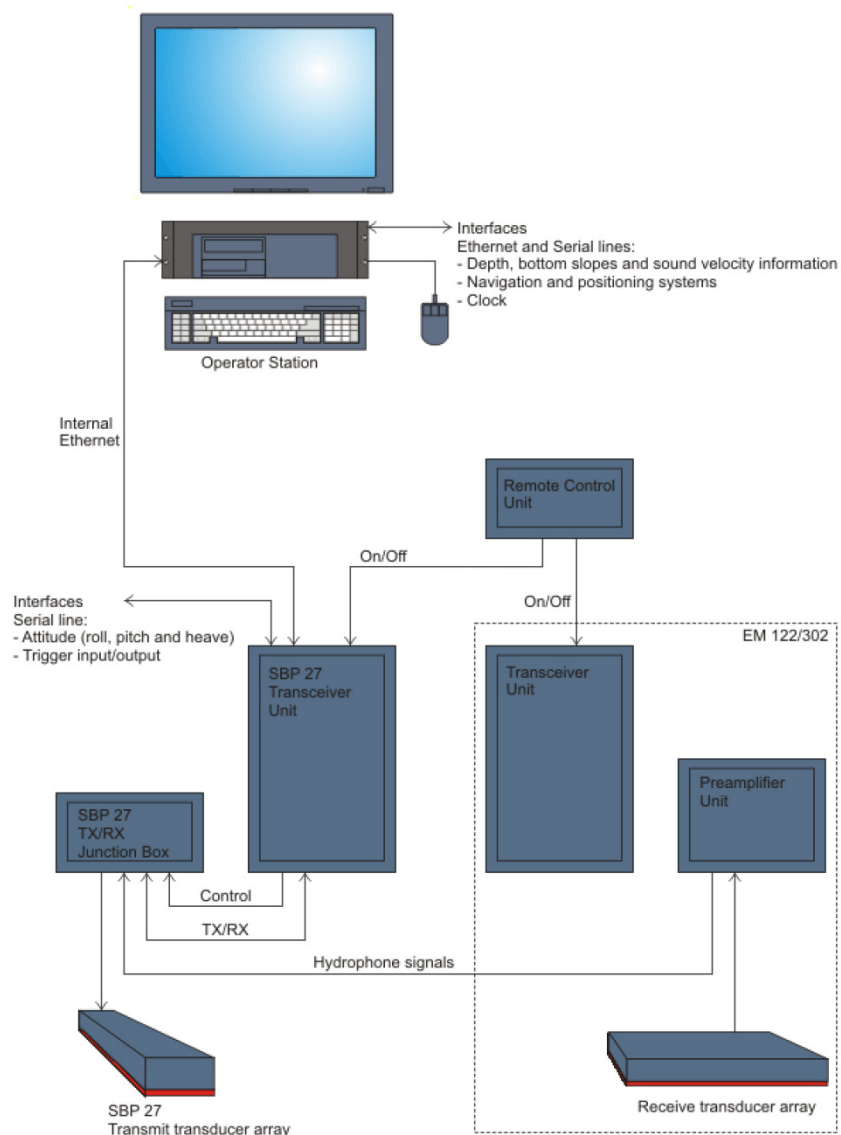 Interfaces
Ethernet and Serial lines:
- Depth, bottom slopes and sound velocity information
- Navigation and positioning systems
- Clock
Operator Station
Internal
Ethernet
Remote Control
Unit
On/Off
On/Off
Interfaces
Serial line:
- Attitude (roll, pitch and heave)
- Trigger input/output
EM 122/302
SBP 27
Transceiver
Unit
Transceiver
Unit
Preamplifier
Unit
SBP 27
TX/RX
Junction Box
Control
TX/RX
Hydrophone signals
SBP 27
Transmit transducer array
Receive transducer array